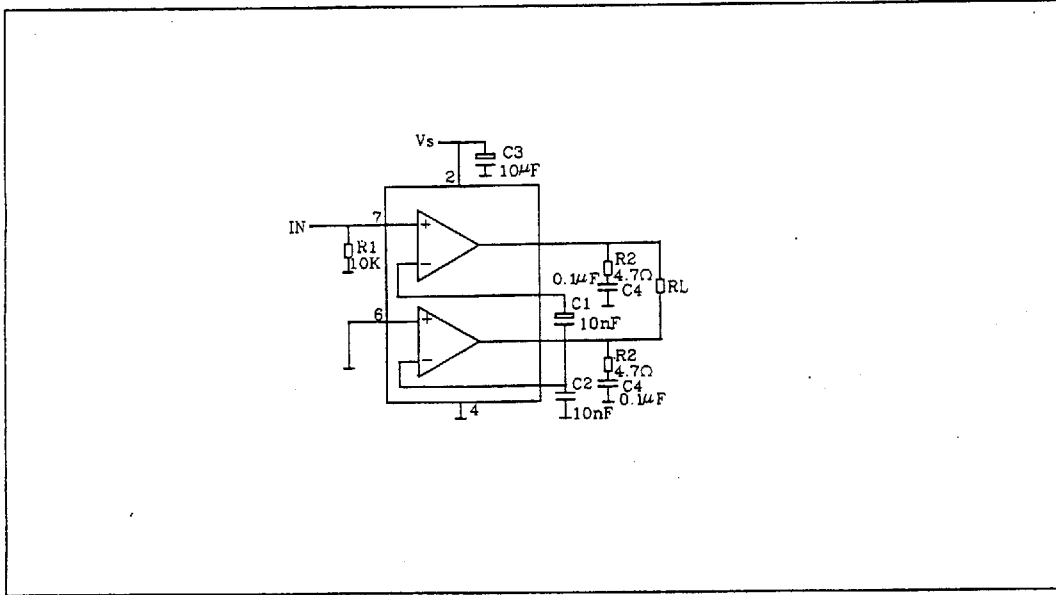 Vs
C3
10μF
2
IN
7
+
R1
10K
−
R2
4.7Ω
0.1μF
C4
RL
C1
10nF
6
+
−
R2
4.7Ω
C4
0.1μF
C2
10nF
4